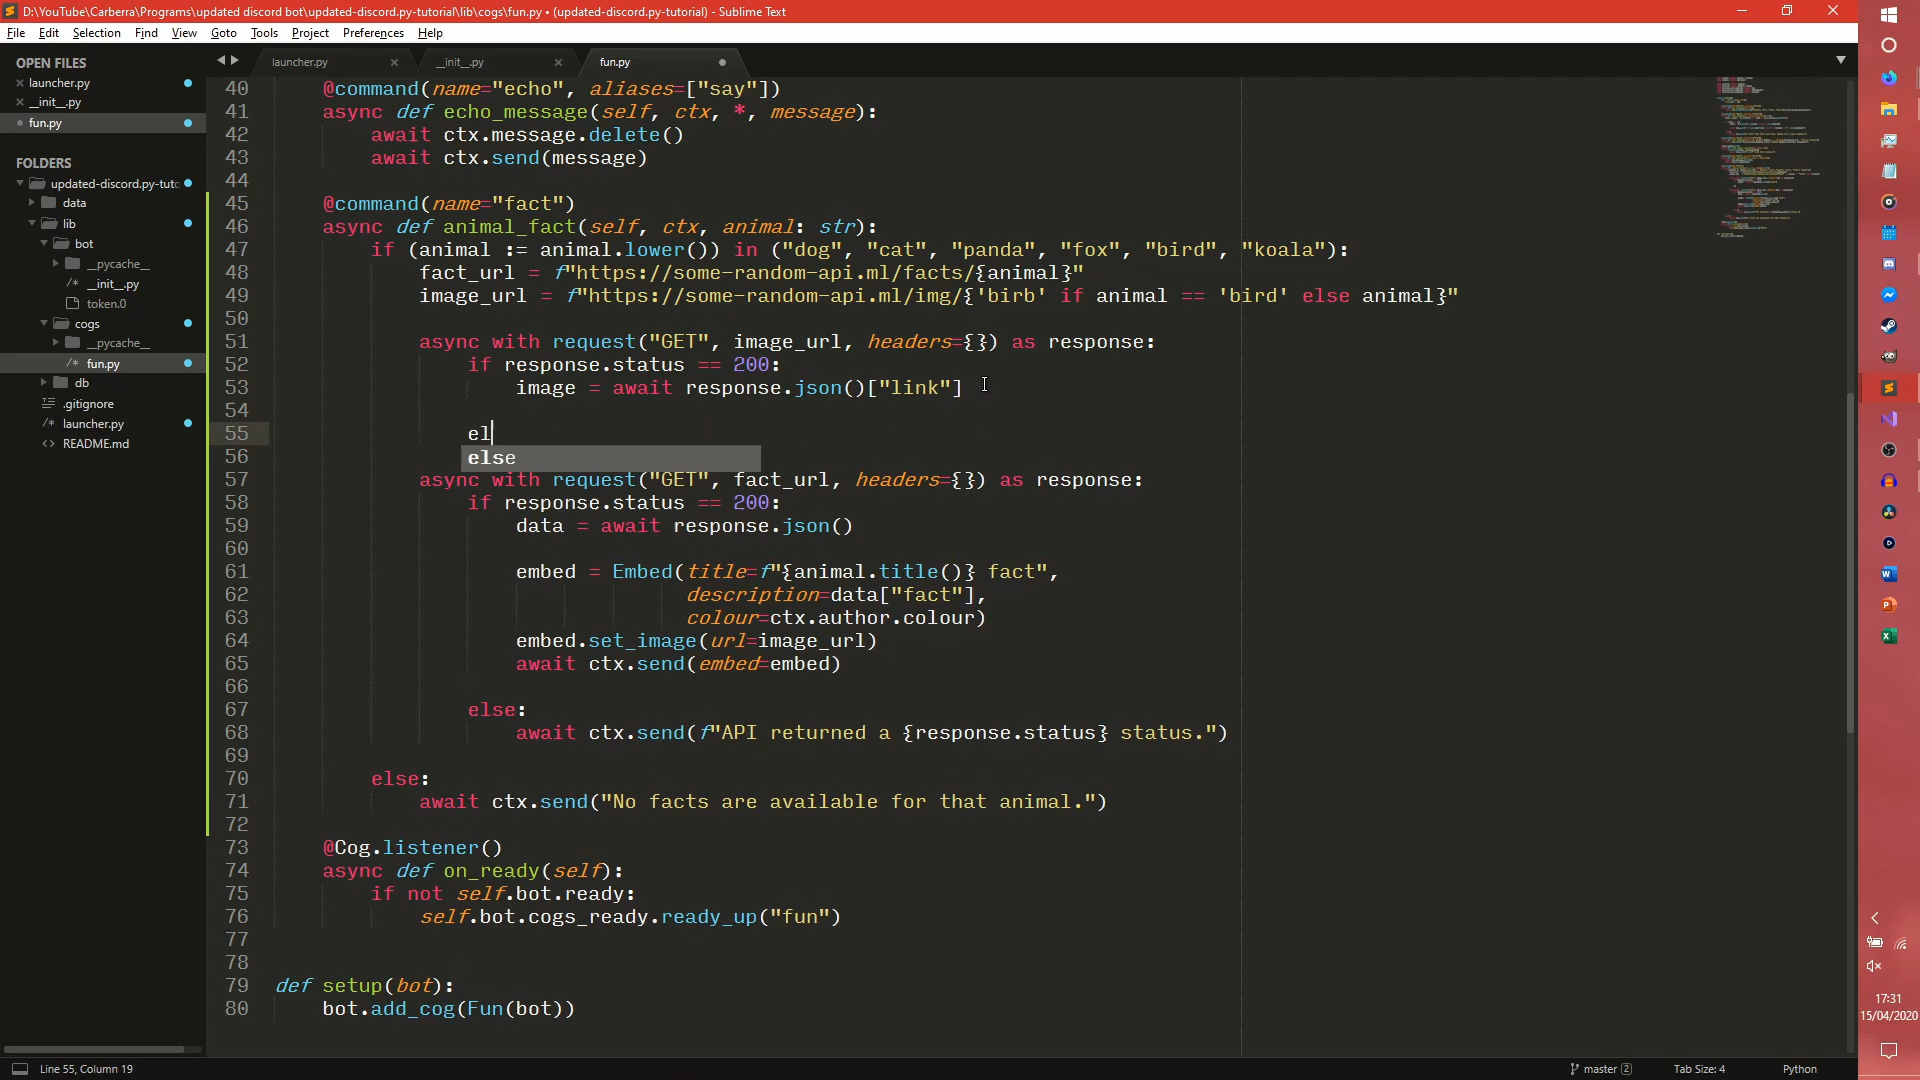 D:\YouTube\Carberra\Programs\updated discord bot\updated-discord.py-tutorial\lib\cogs\fun.py • (updated-discord.py-tutorial) - Sublime Text
File Edit Selection Find View Goto Tools Project Preferences Help
OPEN FILES
launcher.py
__init__.py
fun.py
FOLDERS
updated-discord.py-tuto
data
lib
bot
__pycache__
__init__.py
token.0
cogs
__pycache__
fun.py
db
.gitignore
launcher.py
README.md
launcher.py __init__.py fun.py
40 @command(name="echo", aliases=["say"])
41 async def echo_message(self, ctx, *, message):
42 await ctx.message.delete()
43 await ctx.send(message)
44
45 @command(name="fact")
46 async def animal_fact(self, ctx, animal: str):
47 if (animal := animal.lower()) in ("dog", "cat", "panda", "fox", "bird", "koala"):
48 fact_url = f"https://some-random-api.ml/facts/{animal}"
49 image_url = f"https://some-random-api.ml/img/{'birb' if animal == 'bird' else animal}"
50
51 async with request("GET", image_url, headers={}) as response:
52 if response.status == 200:
53 image = await response.json()["link"]
54
55 el
56 else
57 async with request("GET", fact_url, headers={}) as response:
58 if response.status == 200:
59 data = await response.json()
60
61 embed = Embed(title=f"{animal.title()} fact",
62 description=data["fact"],
63 colour=ctx.author.colour)
64 embed.set_image(url=image_url)
65 await ctx.send(embed=embed)
66
67 else:
68 await ctx.send(f"API returned a {response.status} status.")
69
70 else:
71 await ctx.send("No facts are available for that animal.")
72
73 @Cog.listener()
74 async def on_ready(self):
75 if not self.bot.ready:
76 self.bot.cogs_ready.ready_up("fun")
77
78
79 def setup(bot):
80 bot.add_cog(Fun(bot))
Line 55, Column 19
master 2 Tab Size: 4 Python
17:31
15/04/2020